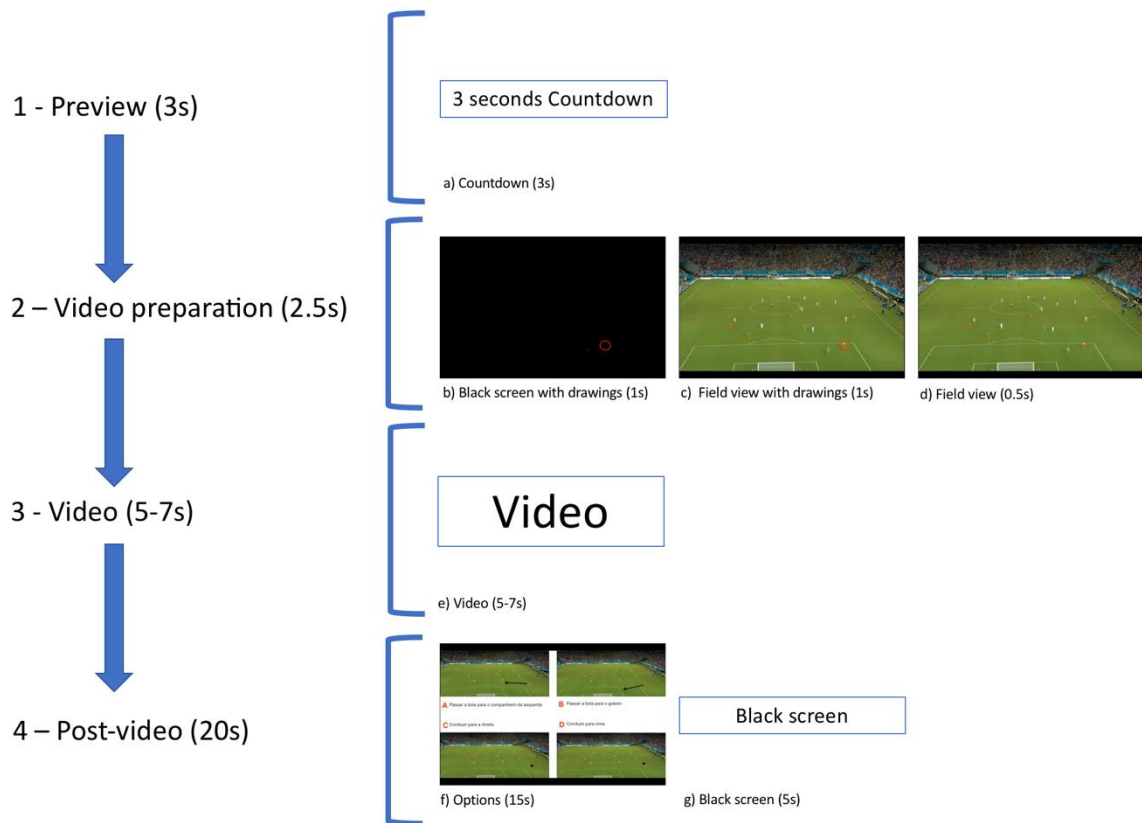 1 - Preview (3s)
3 seconds Countdown
a) Countdown (3s)
2 – Video preparation (2.5s)
b) Black screen with drawings (1s)
c) Field view with drawings (1s)
d) Field view (0.5s)
3 - Video (5-7s)
Video
e) Video (5-7s)
4 – Post-video (20s)
A Passar a bola para o companheiro da esquerda
B Passar a bola para o goleiro
C Conduzir para a direita
D Conduzir para cima
f) Options (15s)
Black screen
g) Black screen (5s)